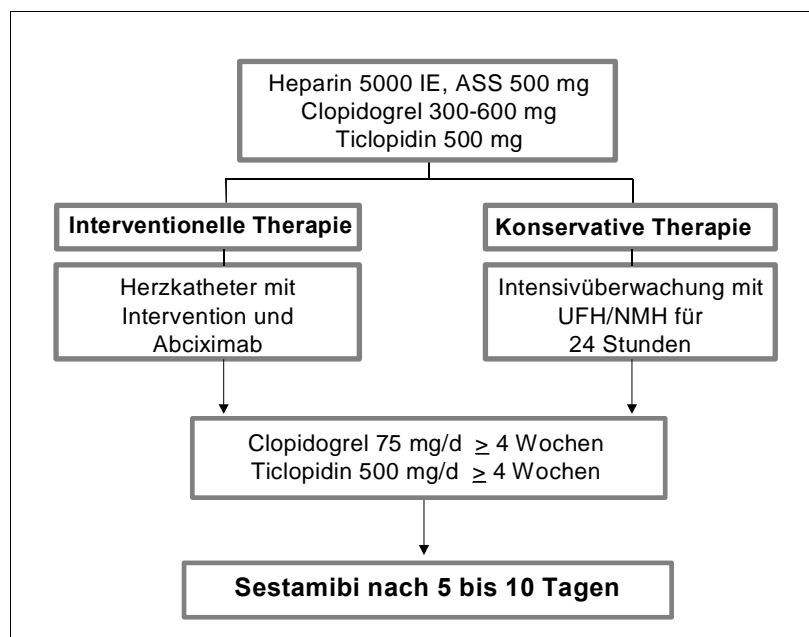 Heparin 5000 IE, ASS 500 mg
Clopidogrel 300-600 mg
Ticlopidin 500 mg
Interventionelle Therapie
Konservative Therapie
Herzkatheter mit
Intervention und
Abciximab
Intensivüberwachung mit
UFH/NMH für
24 Stunden
Clopidogrel 75 mg/d ≥ 4 Wochen
Ticlopidin 500 mg/d ≥ 4 Wochen
Sestamibi nach 5 bis 10 Tagen